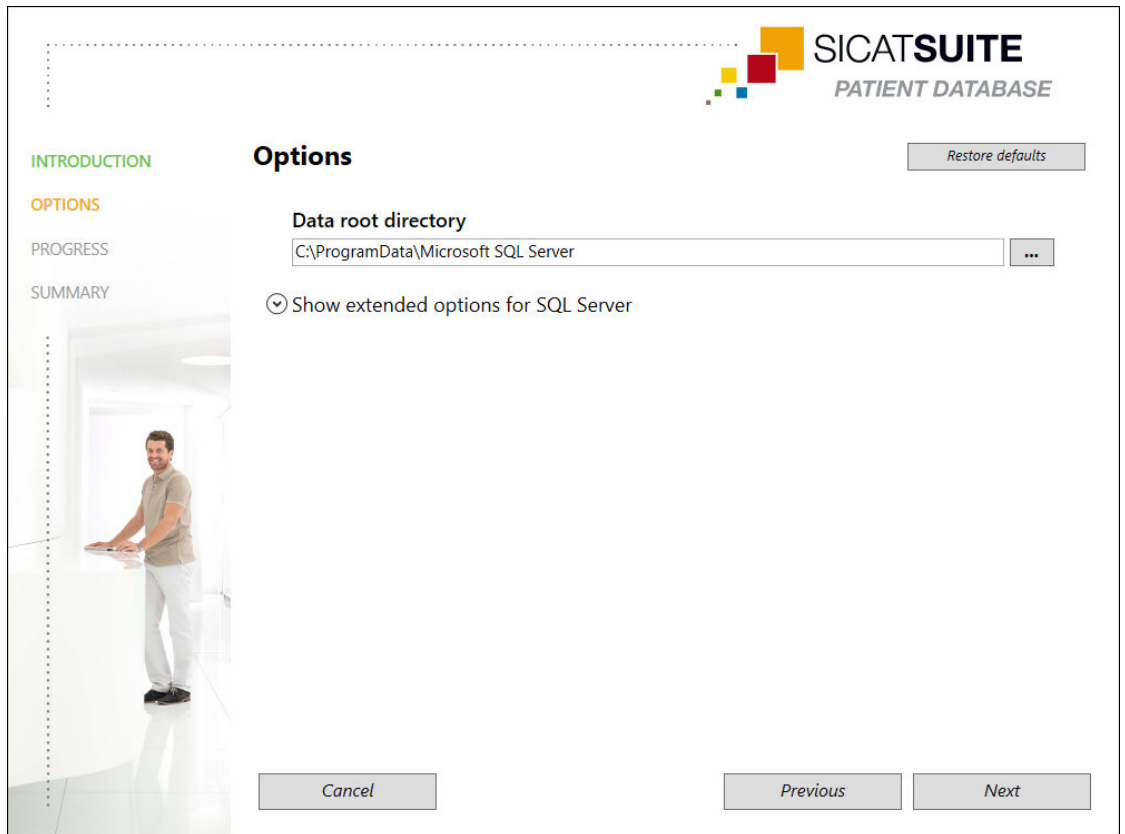 SICATSUITE
PATIENT DATABASE
INTRODUCTION
OPTIONS
PROGRESS
SUMMARY
Options
Restore defaults
Data root directory
C:\ProgramData\Microsoft SQL Server
...
Show extended options for SQL Server
Cancel
Previous
Next